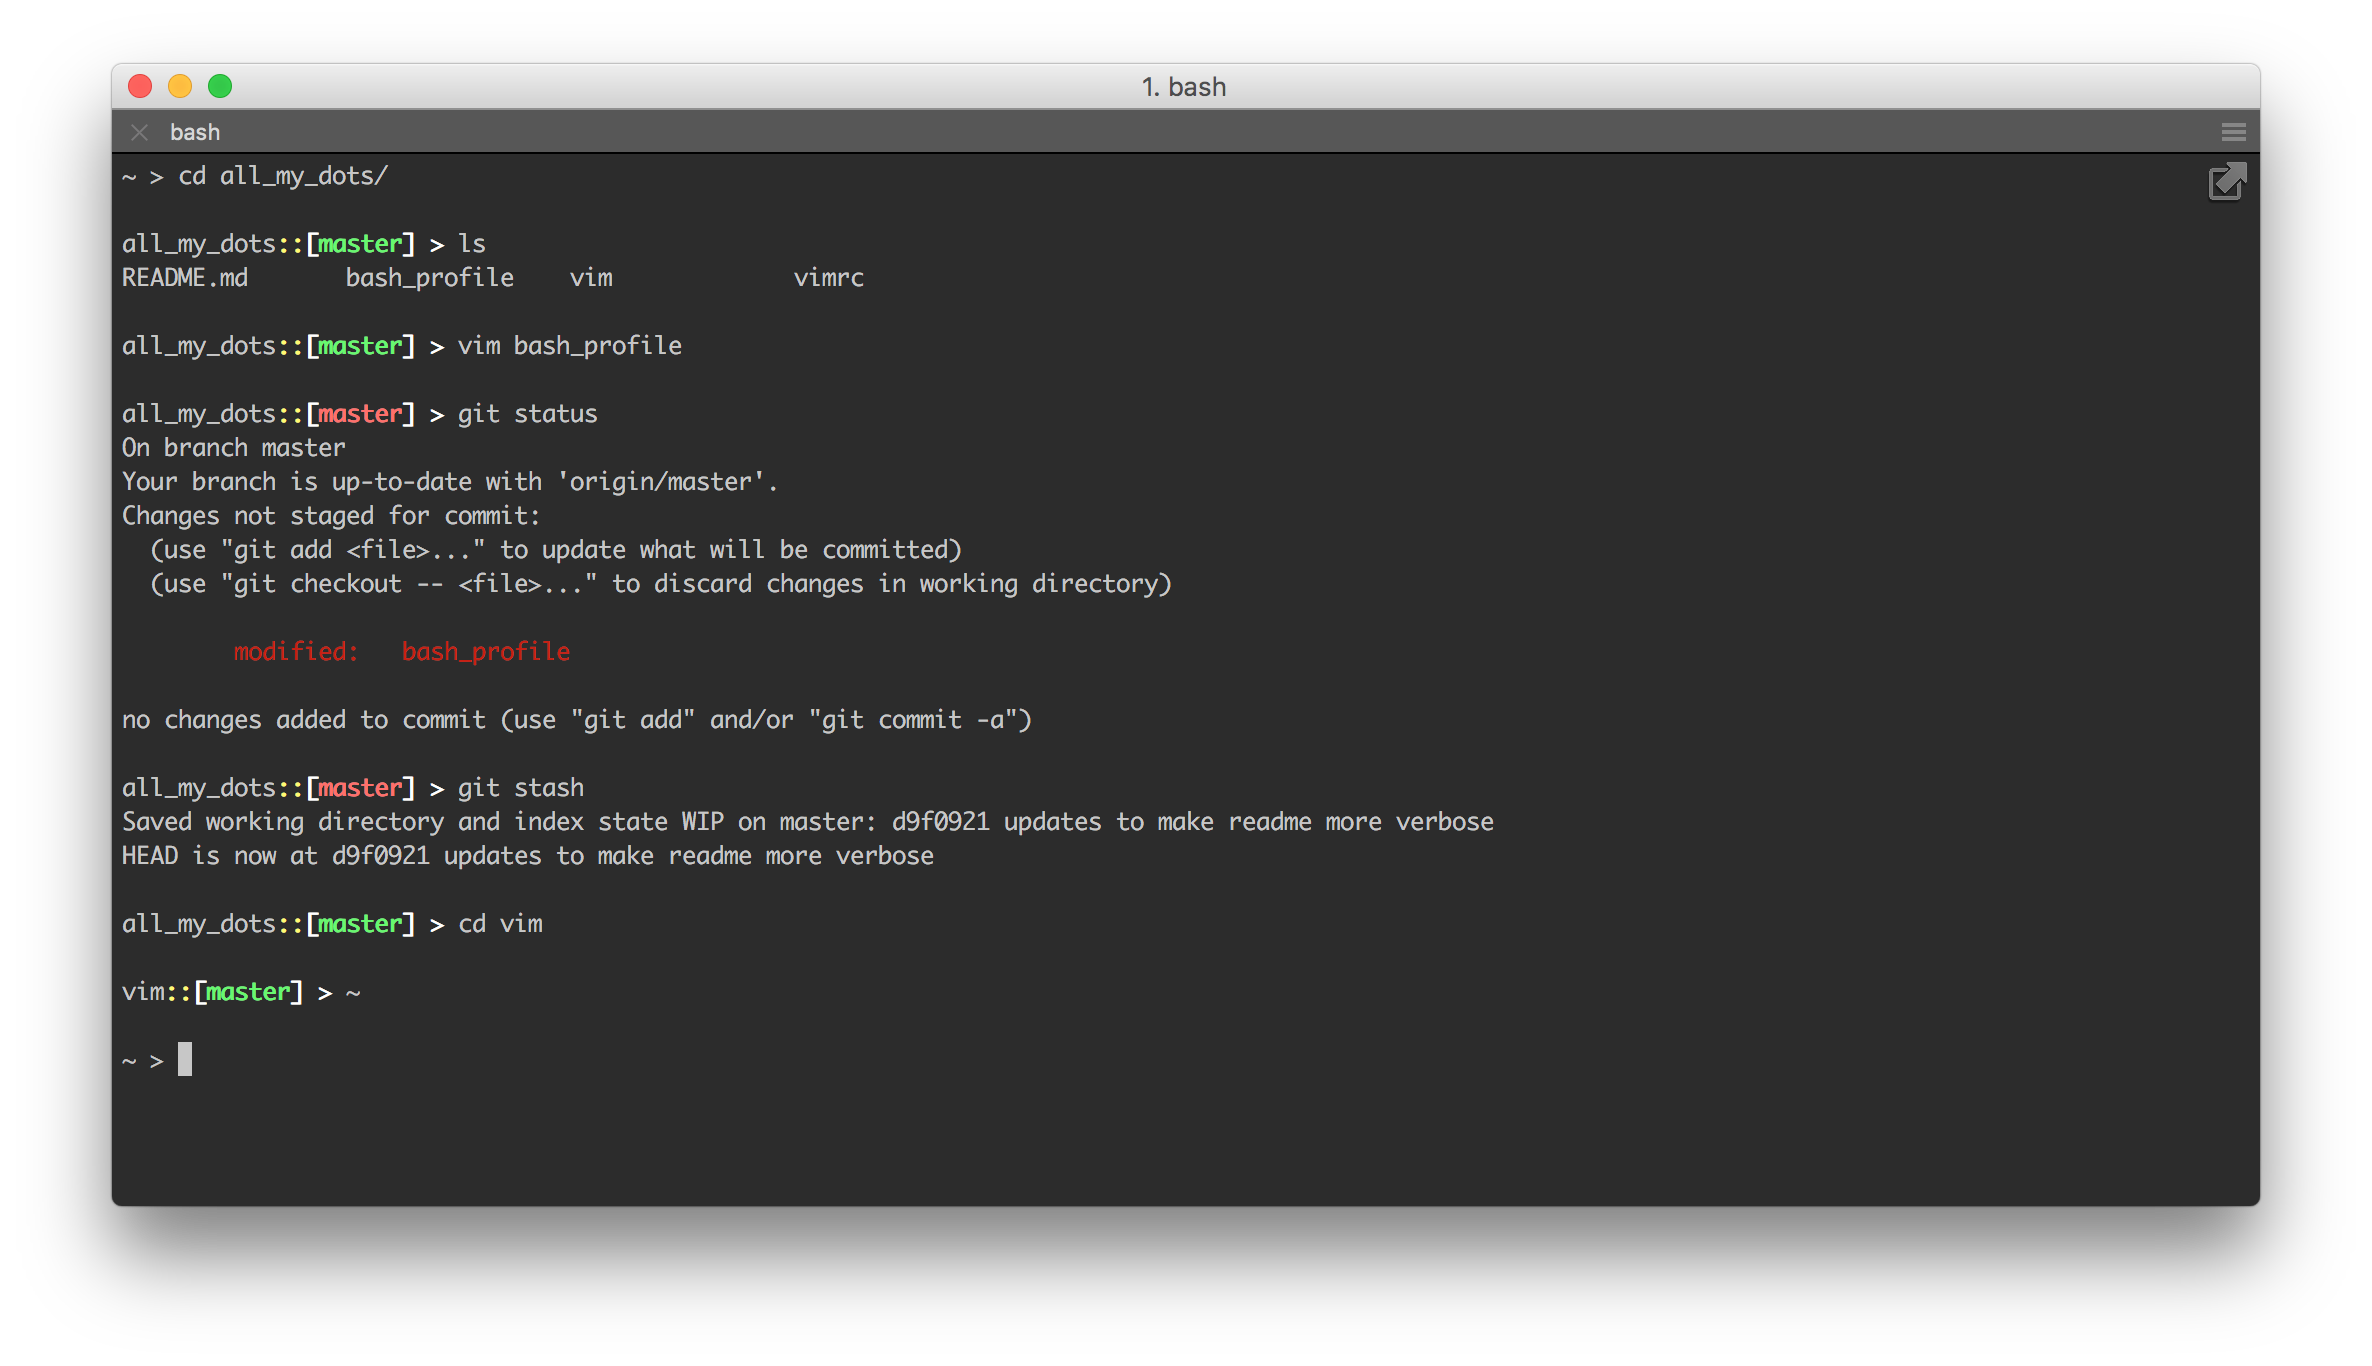 1. bash
bash
~ > cd all_my_dots/
all_my_dots::[master] > ls
README.md       bash_profile    vim             vimrc
all_my_dots::[master] > vim bash_profile
all_my_dots::[master] > git status
On branch master
Your branch is up-to-date with 'origin/master'.
Changes not staged for commit:
  (use "git add <file>..." to update what will be committed)
  (use "git checkout -- <file>..." to discard changes in working directory)
        modified:   bash_profile
no changes added to commit (use "git add" and/or "git commit -a")
all_my_dots::[master] > git stash
Saved working directory and index state WIP on master: d9f0921 updates to make readme more verbose
HEAD is now at d9f0921 updates to make readme more verbose
all_my_dots::[master] > cd vim
vim::[master] > ~
~ >